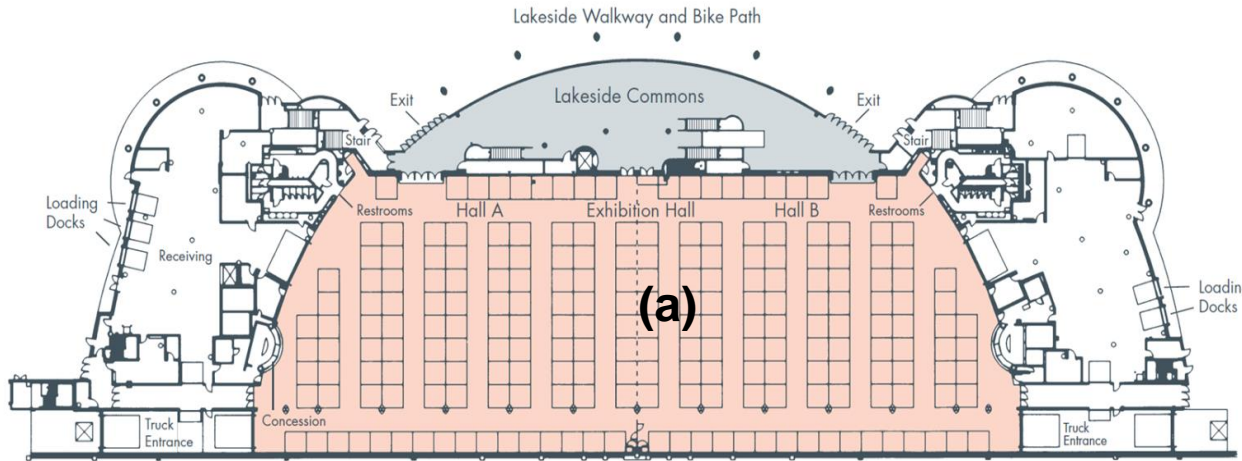 Lakeside Walkway and Bike Path
Exit
Lakeside Commons
Exit
Stair
Stair
Loading
Docks
Restrooms
Hall A
Exhibition Hall
Hall B
Restrooms
Receiving
(a)
Loadin
Docks
Concession
Truck
Entrance
Truck
Entrance